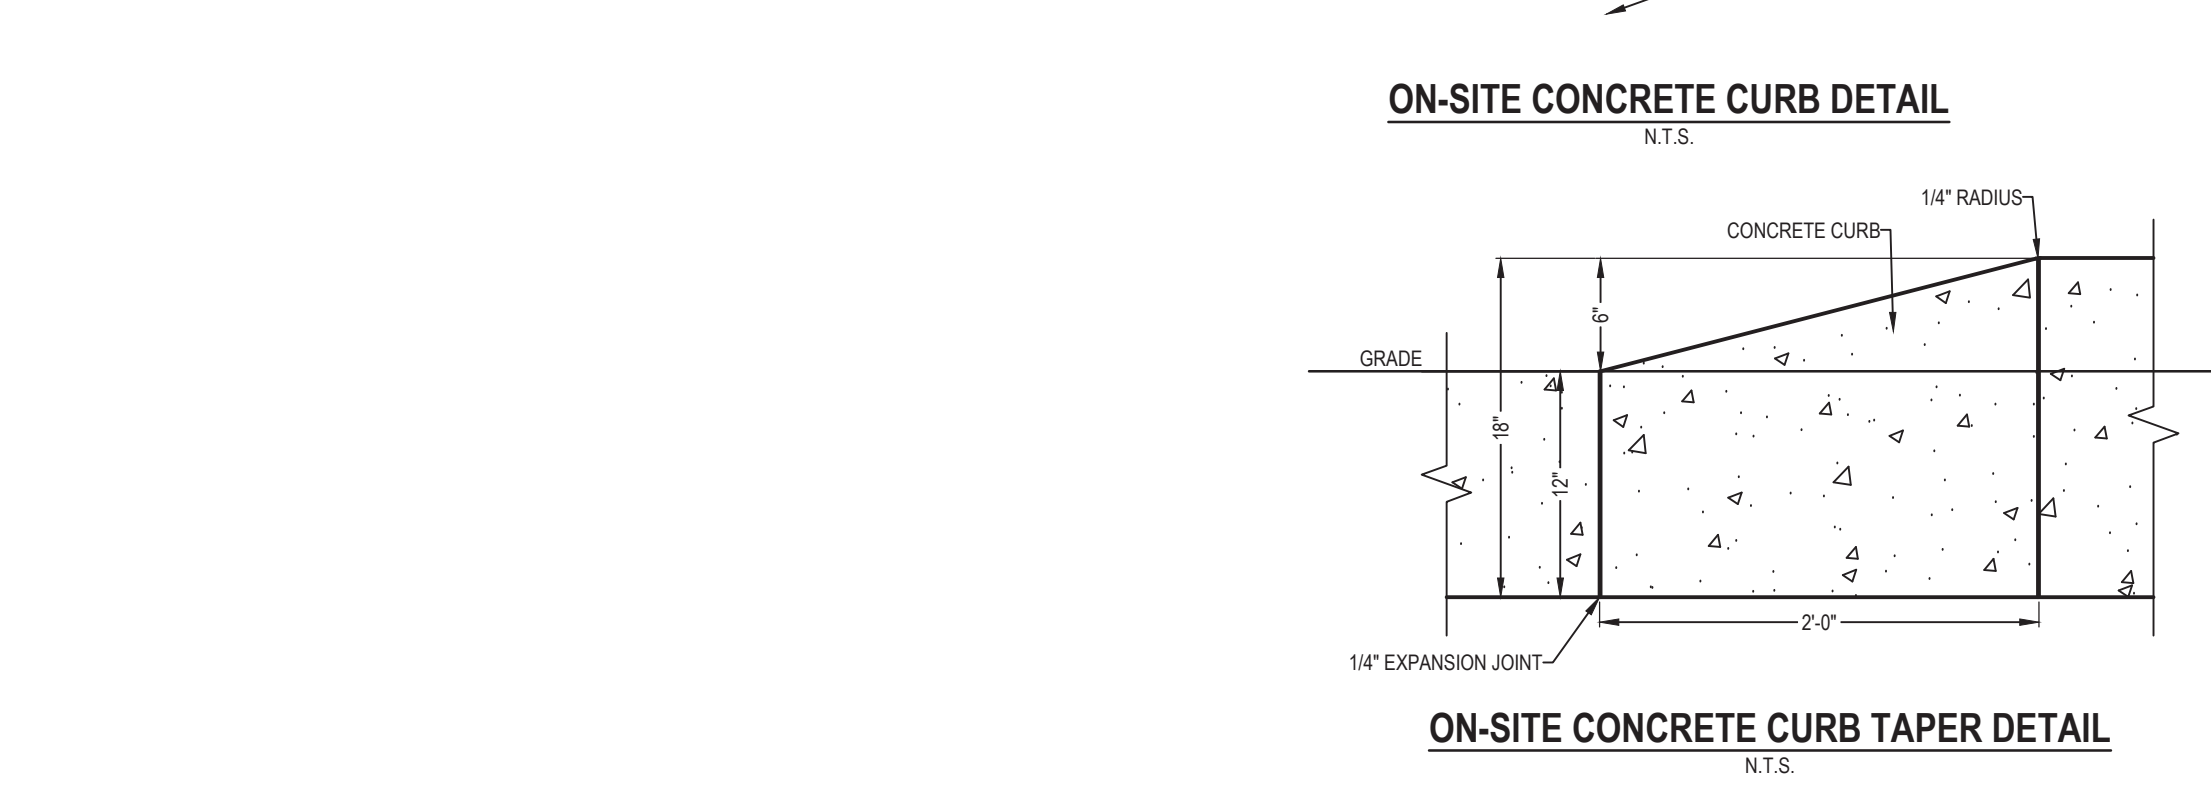 ON-SITE CONCRETE CURB DETAIL
N.T.S.
1/4" RADIUS
CONCRETE CURB
6"
GRADE
18"
12"
2'-0"
1/4" EXPANSION JOINT
ON-SITE CONCRETE CURB TAPER DETAIL
N.T.S.